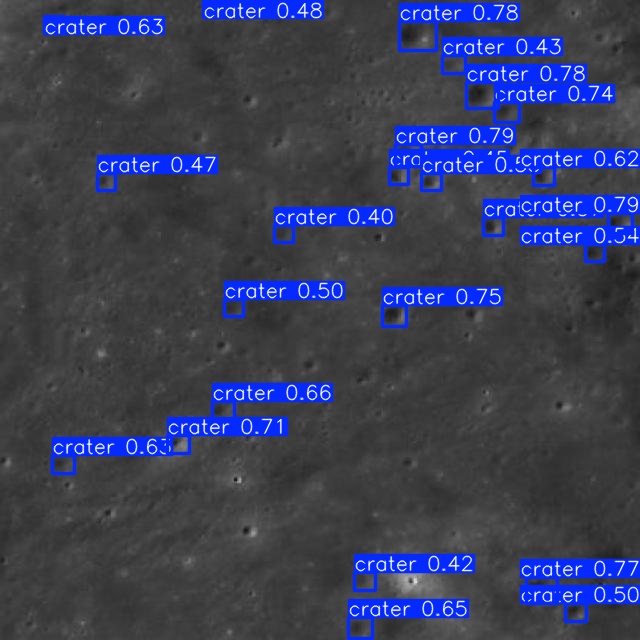 crater 0.48
crater 0.63
crater 0.78
crater 0.43
crater 0.78
crater 0.74
crater 0.79
crater 0.62
crater 0.47
crater 0.79
crater 0.40
crater 0.54
crater 0.50
crater 0.75
crater 0.66
crater 0.71
crater 0.63
crater 0.42
crater 0.77
crater 0.50
crater 0.65